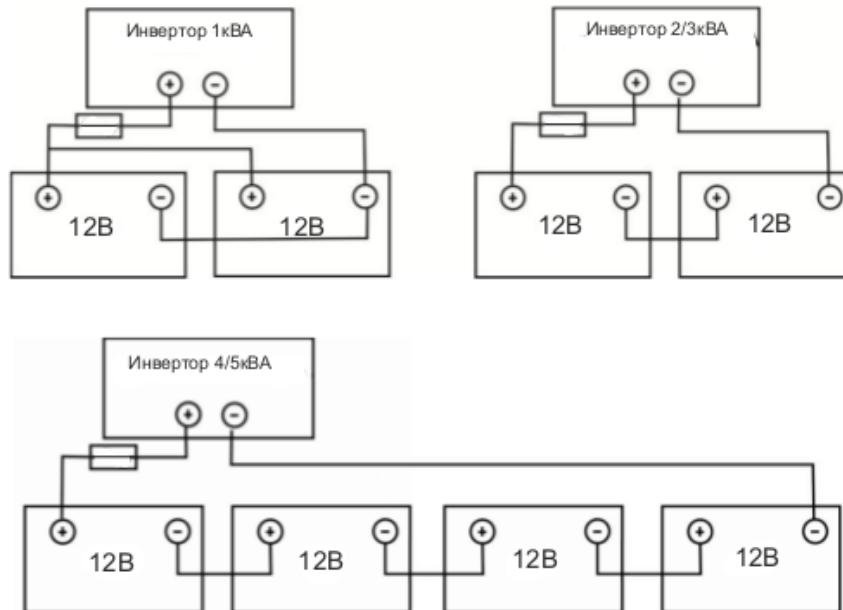 Инвертор 1кВА
Инвертор 2/3кВА
+ −
+ −
+ − + −
12В 12В
+ − + −
12В 12В
Инвертор 4/5кВА
+ −
+ − + − + − + −
12В 12В 12В 12В